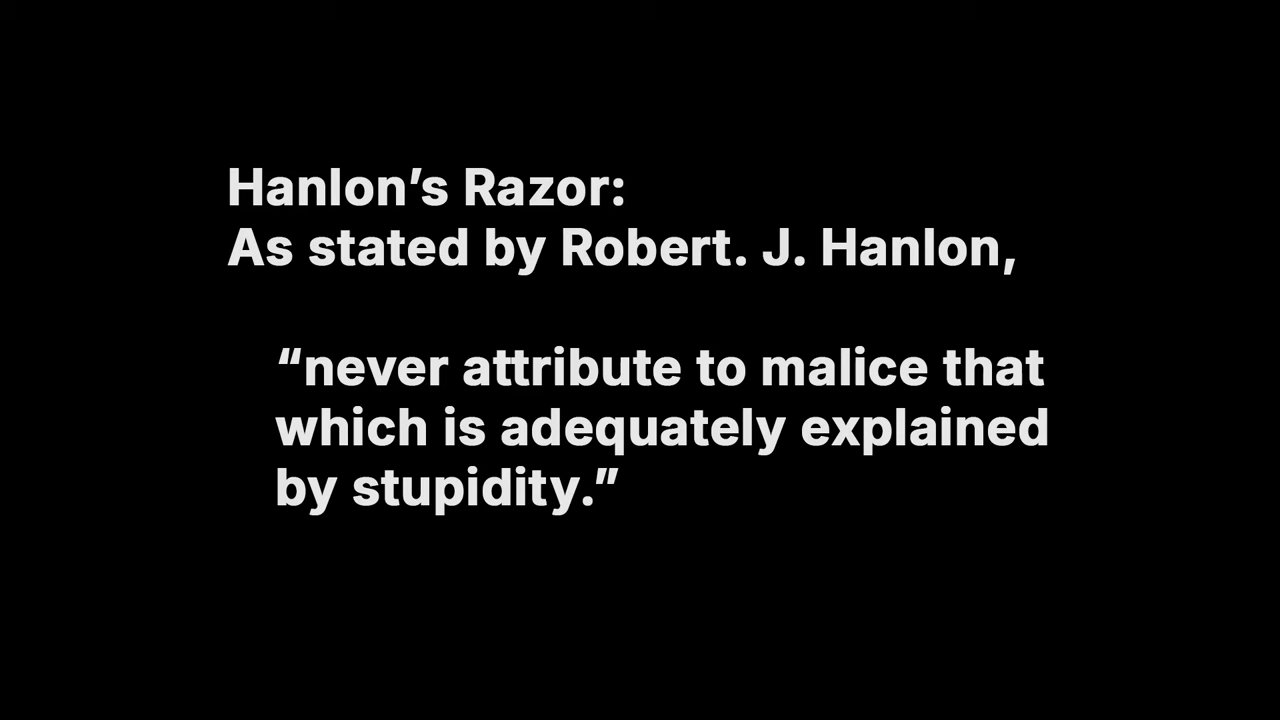 Hanlon’s Razor:
As stated by Robert. J. Hanlon,
“never attribute to malice that
which is adequately explained
by stupidity.”